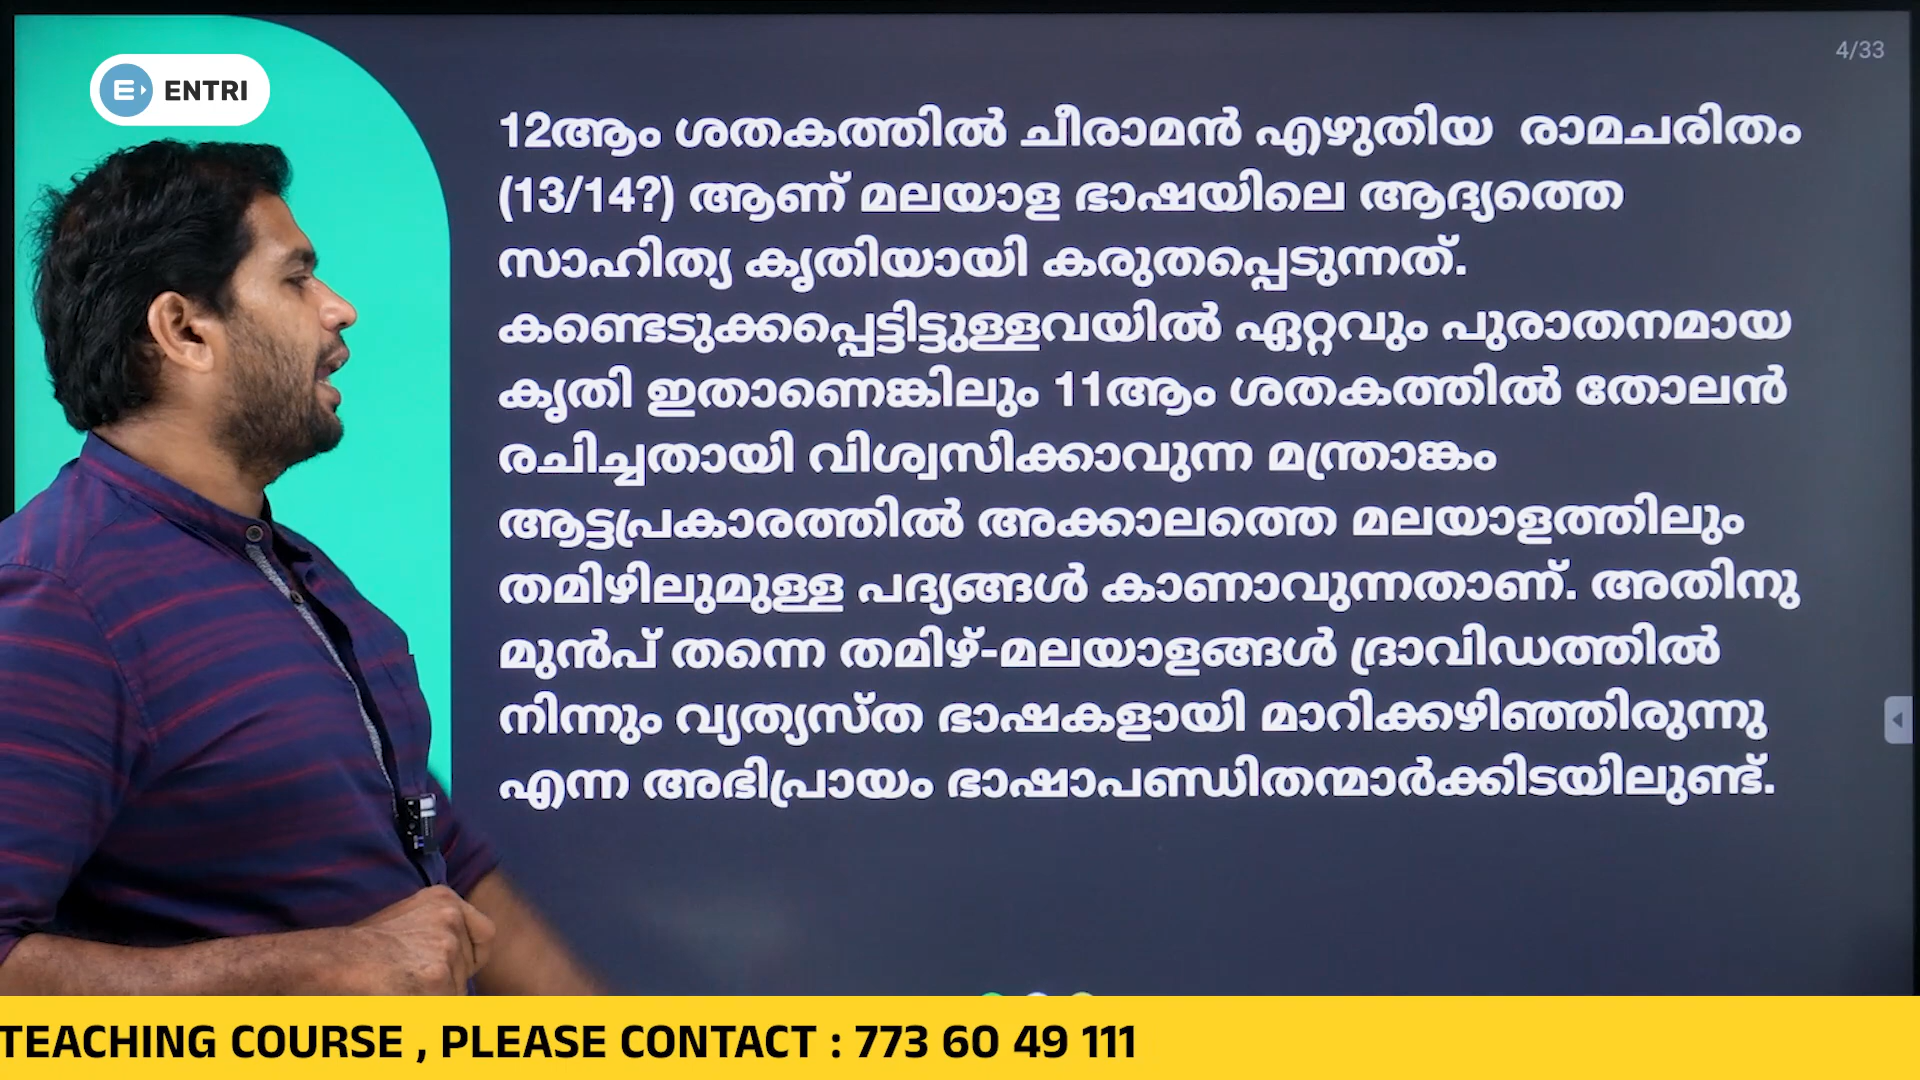 ENTRI
4/33
12ആം ശതകത്തിൽ ചീരാമൻ എഴുതിയ രാമചരിതം
(13/14?) ആണ് മലയാള ഭാഷയിലെ ആദ്യത്തെ
സാഹിത്യ കൃതിയായി കരുതപ്പെടുന്നത്.
കണ്ടെടുക്കപ്പെട്ടിട്ടുള്ളവയിൽ ഏറ്റവും പുരാതനമായ
കൃതി ഇതാണെങ്കിലും 11ആം ശതകത്തിൽ തോലൻ
രചിച്ചതായി വിശ്വസിക്കാവുന്ന മന്ത്രാങ്കം
ആട്ടപ്രകാരത്തിൽ അക്കാലത്തെ മലയാളത്തിലും
തമിഴിലുമുള്ള പദ്യങ്ങൾ കാണാവുന്നതാണ്. അതിനു
മുൻപ് തന്നെ തമിഴ്-മലയാളങ്ങൾ ദ്രാവിഡത്തിൽ
നിന്നും വ്യത്യസ്ത ഭാഷകളായി മാറിക്കഴിഞ്ഞിരുന്നു
എന്ന അഭിപ്രായം ഭാഷാപണ്ഡിതന്മാർക്കിടയിലുണ്ട്.
TEACHING COURSE , PLEASE CONTACT : 773 60 49 111